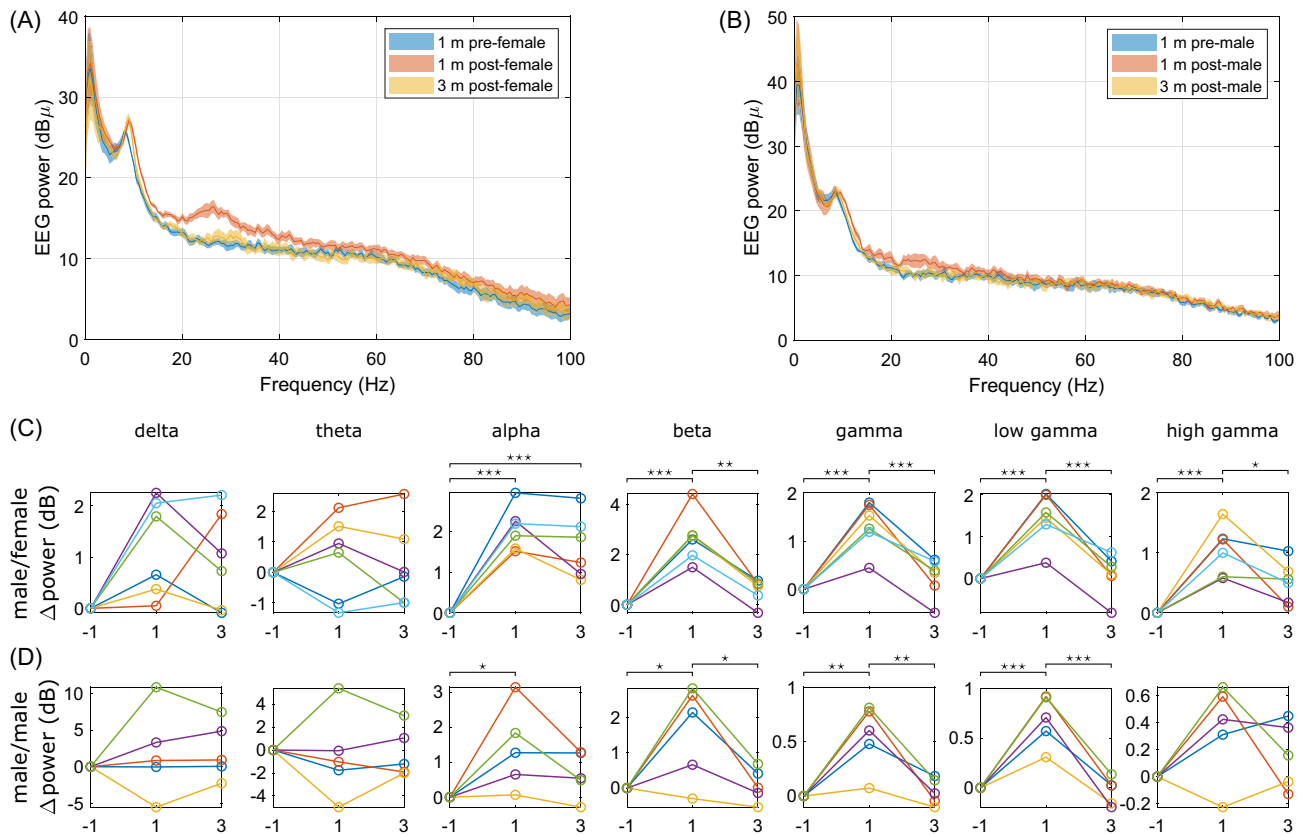 (A)
40
30
20
10
0
EEG power (dBμ)
0 20 40 60 80 100
Frequency (Hz)
1 m pre-female
1 m post-female
3 m post-female
(B)
50
40
30
20
10
0
EEG power (dBμ)
0 20 40 60 80 100
Frequency (Hz)
1 m pre-male
1 m post-male
3 m post-male
(C)
delta theta alpha beta gamma low gamma high gamma
⋆⋆⋆
⋆⋆⋆ ⋆⋆⋆ ⋆⋆ ⋆⋆⋆ ⋆⋆⋆ ⋆⋆⋆ ⋆⋆⋆ ⋆⋆⋆ ⋆
male/female
Δpower (dB)
2
1
0
-1 1 3
2
1
0
-1
-1 1 3
2
0
-1 1 3
4
2
0
-1 1 3
2
1
0
-1 1 3
2
1
0
-1 1 3
2
1
0
-1 1 3
(D)
⋆ ⋆ ⋆ ⋆⋆ ⋆⋆ ⋆⋆⋆ ⋆⋆⋆
male/male
Δpower (dB)
10
5
0
-5
-1 1 3
4
2
0
-2
-4
-1 1 3
3
2
1
0
-1 1 3
2
1
0
-1 1 3
1
0.5
0
-1 1 3
1
0.5
0
-1 1 3
0.6
0.4
0.2
0
-0.2
-1 1 3